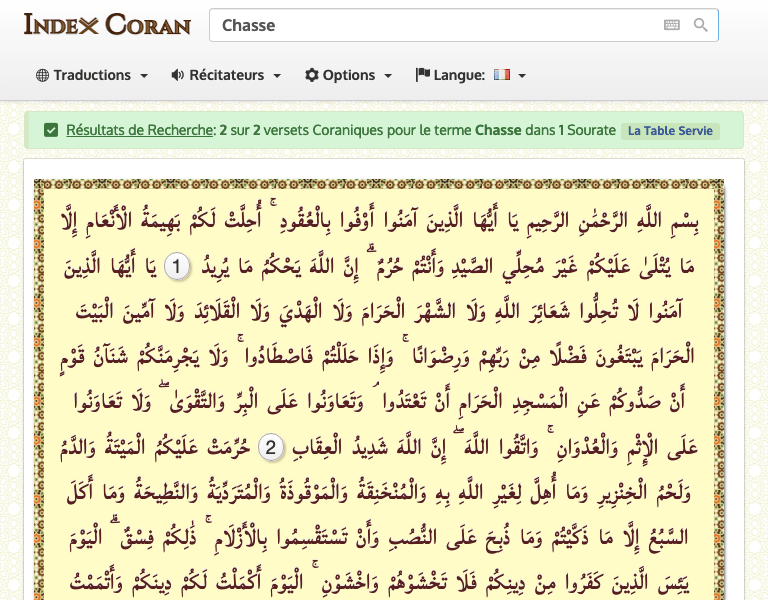 INDEX CORAN
Chasse
Traductions
Récitateurs
Options
Langue:
Résultats de Recherche: 2 sur 2 versets Coraniques pour le terme Chasse dans 1 Sourate La Table Servie
بِسْمِ اللَّهِ الرَّحْمَٰنِ الرَّحِيمِ يَا أَيُّهَا الَّذِينَ آمَنُوا أَوْفُوا بِالْعُقُودِ ۚ أُحِلَّتْ لَكُمْ بَهِيمَةُ الْأَنْعَامِ إِلَّا
مَا يُتْلَىٰ عَلَيْكُمْ غَيْرَ مُحِلِّي الصَّيْدِ وَأَنْتُمْ حُرُمٌ ۗ إِنَّ اللَّهَ يَحْكُمُ مَا يُرِيدُ 1 يَا أَيُّهَا الَّذِينَ
آمَنُوا لَا تُحِلُّوا شَعَائِرَ اللَّهِ وَلَا الشَّهْرَ الْحَرَامَ وَلَا الْهَدْيَ وَلَا الْقَلَائِدَ وَلَا آمِّينَ الْبَيْتَ
الْحَرَامَ يَبْتَغُونَ فَضْلًا مِنْ رَبِّهِمْ وَرِضْوَانًا ۚ وَإِذَا حَلَلْتُمْ فَاصْطَادُوا ۚ وَلَا يَجْرِمَنَّكُمْ شَنَآنُ قَوْمٍ
أَنْ صَدُّوكُمْ عَنِ الْمَسْجِدِ الْحَرَامِ أَنْ تَعْتَدُوا ۘ وَتَعَاوَنُوا عَلَى الْبِرِّ وَالتَّقْوَىٰ ۖ وَلَا تَعَاوَنُوا
عَلَى الْإِثْمِ وَالْعُدْوَانِ ۚ وَاتَّقُوا اللَّهَ ۖ إِنَّ اللَّهَ شَدِيدُ الْعِقَابِ 2 حُرِّمَتْ عَلَيْكُمُ الْمَيْتَةُ وَالدَّمُ
وَلَحْمُ الْخِنْزِيرِ وَمَا أُهِلَّ لِغَيْرِ اللَّهِ بِهِ وَالْمُنْخَنِقَةُ وَالْمَوْقُوذَةُ وَالْمُتَرَدِّيَةُ وَالنَّطِيحَةُ وَمَا أَكَلَ
السَّبُعُ إِلَّا مَا ذَكَّيْتُمْ وَمَا ذُبِحَ عَلَى النُّصُبِ وَأَنْ تَسْتَقْسِمُوا بِالْأَزْلَامِ ۚ ذَٰلِكُمْ فِسْقٌ ۗ الْيَوْمَ
يَئِسَ الَّذِينَ كَفَرُوا مِنْ دِينِكُمْ فَلَا تَخْشَوْهُمْ وَاخْشَوْنِ ۚ الْيَوْمَ أَكْمَلْتُ لَكُمْ دِينَكُمْ وَأَتْمَمْتُ